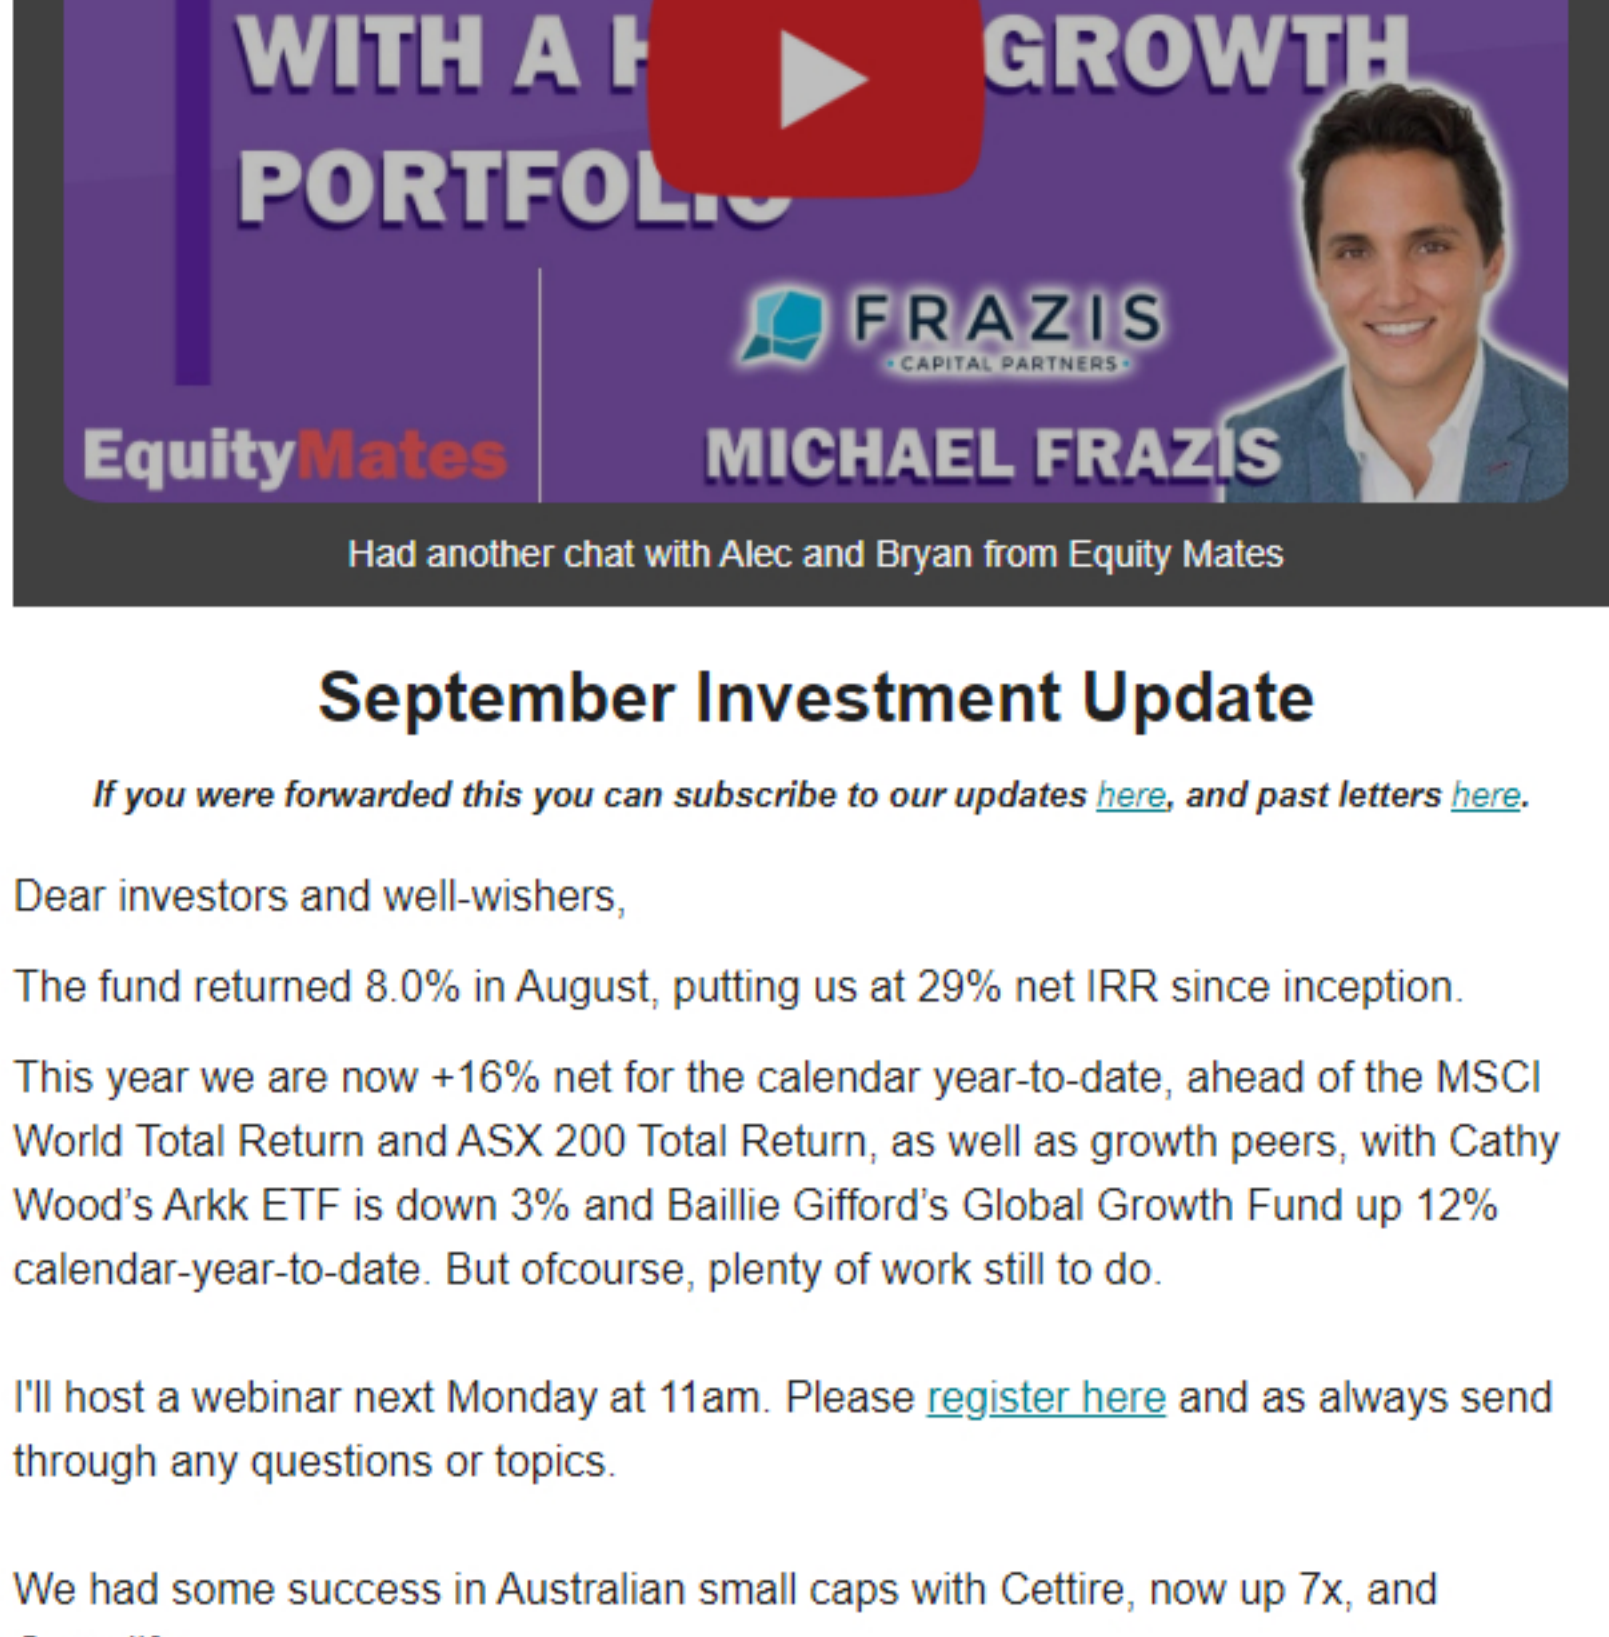 WITH A H GROWTH
PORTFOLIO
FRAZIS
• CAPITAL PARTNERS •
EquityMates
MICHAEL FRAZIS
Had another chat with Alec and Bryan from Equity Mates
September Investment Update
If you were forwarded this you can subscribe to our updates here, and past letters here.
Dear investors and well-wishers,
The fund returned 8.0% in August, putting us at 29% net IRR since inception.
This year we are now +16% net for the calendar year-to-date, ahead of the MSCI
World Total Return and ASX 200 Total Return, as well as growth peers, with Cathy
Wood’s Arkk ETF is down 3% and Baillie Gifford’s Global Growth Fund up 12%
calendar-year-to-date. But ofcourse, plenty of work still to do.
I'll host a webinar next Monday at 11am. Please register here and as always send
through any questions or topics.
We had some success in Australian small caps with Cettire, now up 7x, and